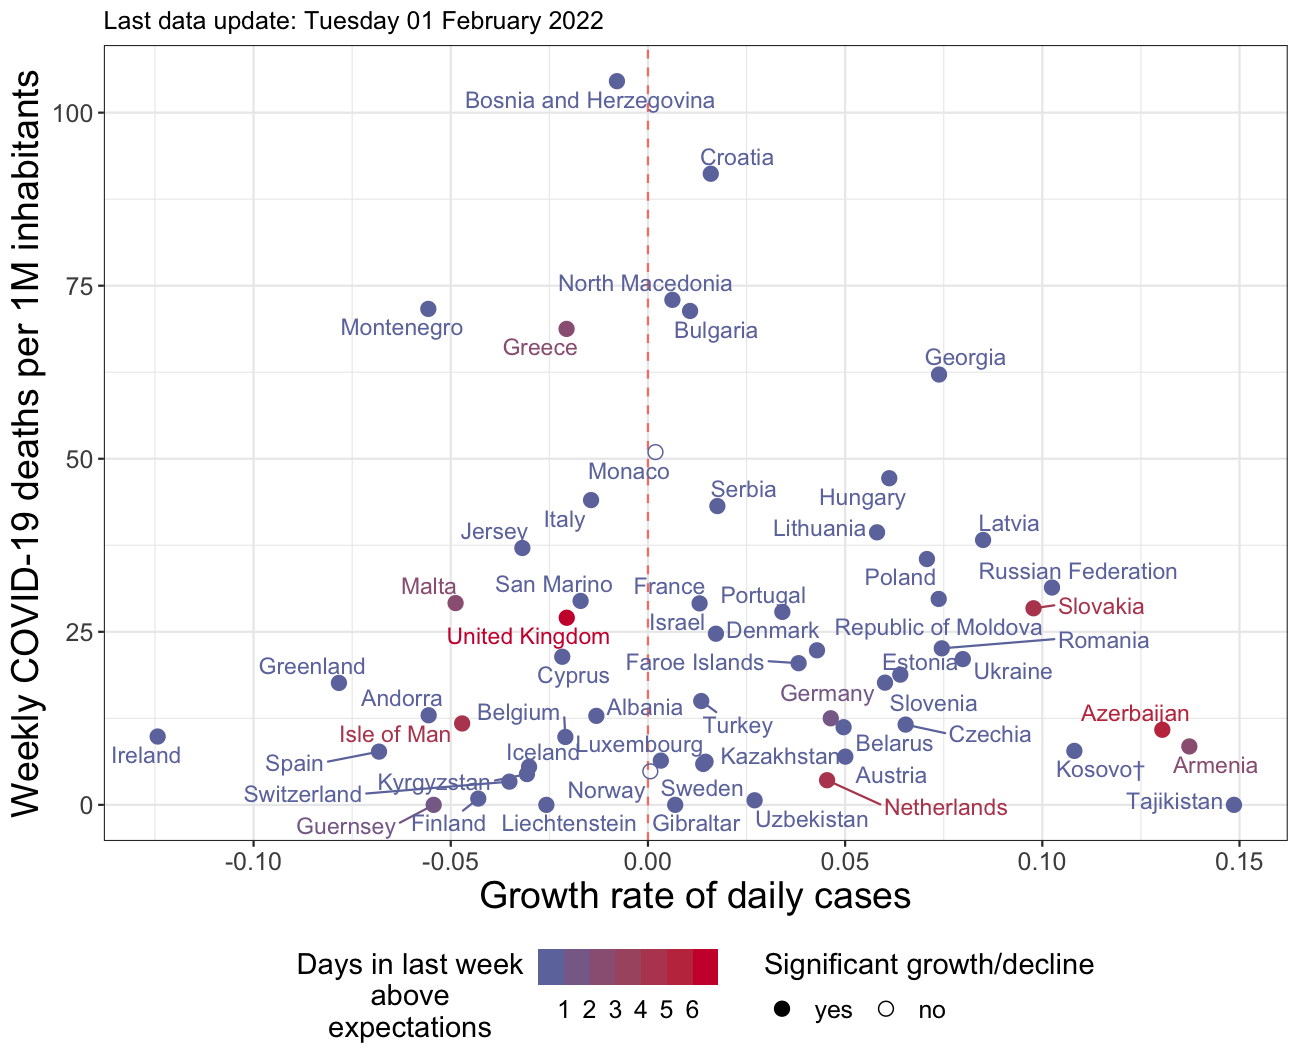 Last data update: Tuesday 01 February 2022
Weekly COVID-19 deaths per 1M inhabitants
100
75
50
25
0
Bosnia and Herzegovina
Croatia
North Macedonia
Montenegro
Bulgaria
Greece
Georgia
Monaco
Serbia
Hungary
Italy
Lithuania
Latvia
Jersey
Poland
Russian Federation
Malta
San Marino
France
Portugal
Slovakia
Israel
Denmark
Republic of Moldova
United Kingdom
Romania
Greenland
Cyprus
Faroe Islands
Estonia
Ukraine
Andorra
Germany
Slovenia
Belgium
Albania
Azerbaijan
Isle of Man
Turkey
Czechia
Ireland
Iceland
Luxembourg
Belarus
Spain
Kazakhstan
Kosovo†
Armenia
Kyrgyzstan
Austria
Switzerland
Norway
Sweden
Netherlands
Tajikistan
Guernsey
Finland
Liechtenstein
Gibraltar
Uzbekistan
-0.10
-0.05
0.00
0.05
0.10
0.15
Growth rate of daily cases
Days in last week
above
expectations
1 2 3 4 5 6
Significant growth/decline
yes
no